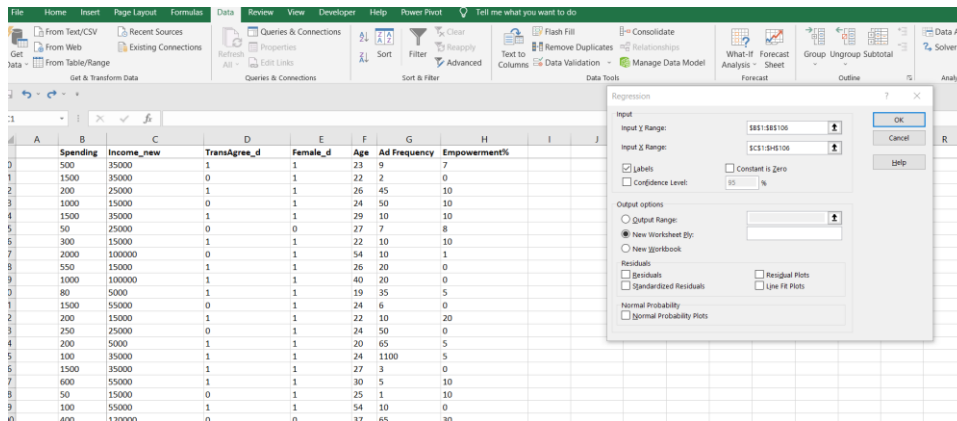 File Home Insert Page Layout Formulas Data Review View Developer Help Power Pivot Tell me what you want to do
From Text/CSV Recent Sources Queries & Connections Clear Flash Fill Consolidate Data A
From Web Existing Connections Properties Reapply Remove Duplicates Relationships Solver
From Table/Range Edit Links Advanced Data Validation Manage Data Model
Get Data Refresh All Sort Filter Text to Columns What-If Analysis Forecast Sheet Group Ungroup Subtotal
Get & Transform Data Queries & Connections Sort & Filter Data Tools Forecast Outline Analy
fx
A B C D E F G H I J R
Spending Income_new TransAgree_d Female_d Age Ad Frequency Empowerment%
500 35000 1 1 23 9 7
1500 35000 0 1 22 2 0
200 25000 1 1 26 45 10
1000 15000 0 1 24 50 10
1500 35000 1 1 29 10 10
50 25000 0 0 27 7 8
300 15000 1 1 22 10 10
2000 100000 0 1 54 10 1
550 15000 1 1 26 20 0
1000 100000 1 1 40 20 0
80 5000 1 1 19 35 5
1500 55000 0 1 24 6 0
200 15000 1 1 22 10 20
250 25000 0 1 24 50 0
200 5000 1 1 20 65 5
100 35000 1 1 24 1100 5
1500 35000 1 1 27 3 0
600 55000 1 1 30 5 10
50 15000 0 1 25 1 10
100 55000 1 1 54 10 0
400 120000 0 0 37 65 30
Regression ? ×
Input
Input Y Range: $B$1:$B$106
Input X Range: $C$1:$H$106
Labels Constant is Zero
Confidence Level: 95 %
OK
Cancel
Help
Output options
Output Range:
New Worksheet Ply:
New Workbook
Residuals
Residuals Residual Plots
Standardized Residuals Line Fit Plots
Normal Probability
Normal Probability Plots